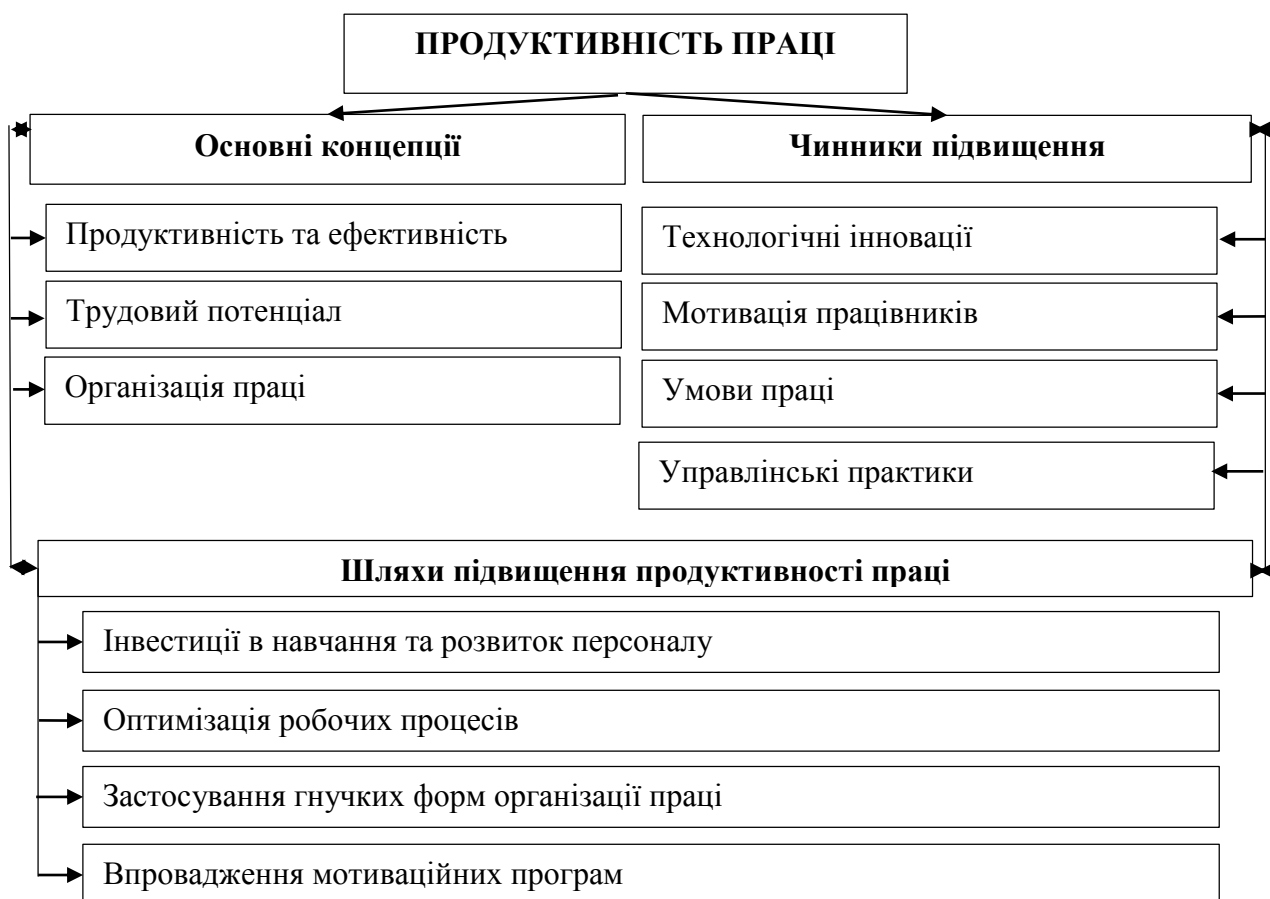 ПРОДУКТИВНІСТЬ ПРАЦІ
Основні концепції
Продуктивність та ефективність
Трудовий потенціал
Організація праці
Чинники підвищення
Технологічні інновації
Мотивація працівників
Умови праці
Управлінські практики
Шляхи підвищення продуктивності праці
Інвестиції в навчання та розвиток персоналу
Оптимізація робочих процесів
Застосування гнучких форм організації праці
Впровадження мотиваційних програм